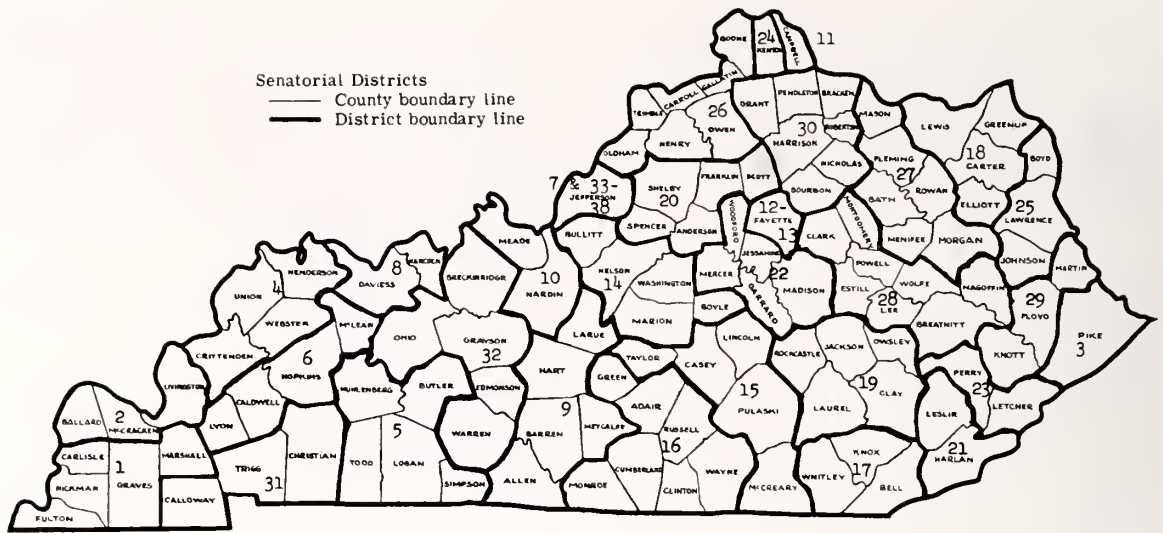 Senatorial Districts
County boundary line
District boundary line
BOONE
24
KENTON
CAMPBELL
11
GALLATIN
CARROLL
TRIMBLE
26
OWEN
HENRY
GRANT
PENDLETON
BRACKEN
30
ROBERTSON
HARRISON
NICHOLAS
BOURBON
MASON
LEWIS
GREENUP
18
CARTER
BOYD
FLEMING
27
ROWAN
BATH
ELLIOTT
25
LAWRENCE
OLDHAM
7 & 33-
JEFFERSON
38
SHELBY
20
FRANKLIN
SCOTT
SPENCER
ANDERSON
BULLITT
WOODFORD
12-
FAYETTE
13
CLARK
MONTGOMERY
MENIFEE
MORGAN
JOHNSON
MARTIN
JESSAMINE
22
MADISON
GARRARD
MERCER
BOYLE
POWELL
ESTILL
WOLFE
28
LEE
BREATHITT
MAGOFFIN
29
FLOYD
PIKE
3
KNOTT
MEADE
BRECKINRIDGE
HANCOCK
8
DAVIESS
HENDERSON
4
UNION
WEBSTER
McLEAN
10
HARDIN
NELSON
14
WASHINGTON
MARION
LARUE
OHIO
GRAYSON
32
CRITTENDEN
6
HOPKINS
LIVINGSTON
CALDWELL
LYON
MUHLENBERG
BUTLER
EDMONSON
HART
GREEN
TAYLOR
CASEY
LINCOLN
ROCKCASTLE
JACKSON
OWSLEY
19
CLAY
LAUREL
PERRY
23
LETCHER
LESLIE
21
HARLAN
15
PULASKI
ADAIR
RUSSELL
16
WAYNE
CUMBERLAND
CLINTON
McCREARY
WHITLEY
KNOX
17
BELL
9
BARREN
METCALFE
MONROE
ALLEN
WARREN
SIMPSON
5
TODD
LOGAN
CHRISTIAN
TRIGG
31
BALLARD
2
McCRACKEN
CARLISLE
1
GRAVES
MARSHALL
CALLOWAY
HICKMAN
FULTON